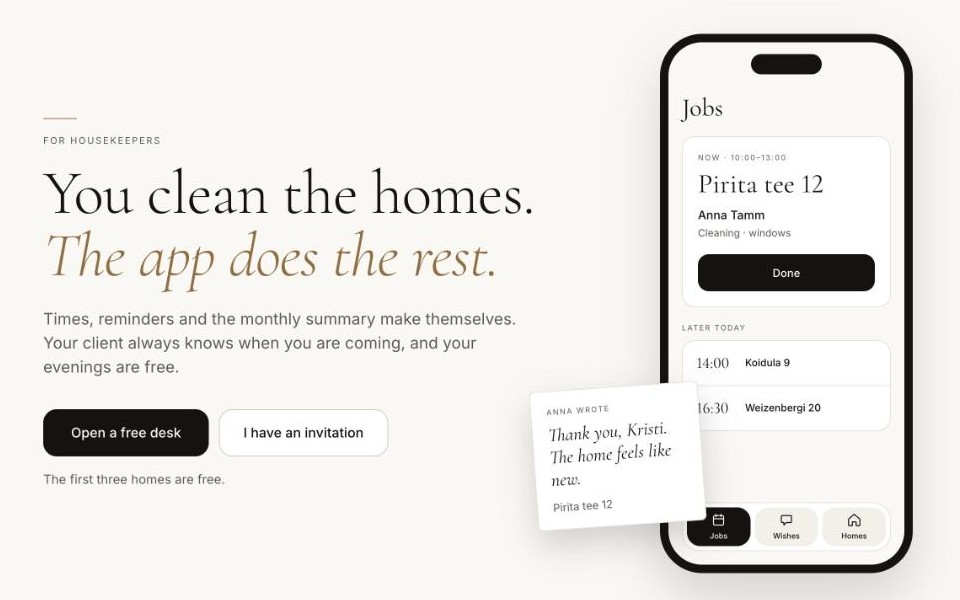 FOR HOUSEKEEPERS
You clean the homes.
The app does the rest.
Times, reminders and the monthly summary make themselves.
Your client always knows when you are coming, and your
evenings are free.
Open a free desk
I have an invitation
The first three homes are free.
Jobs
NOW · 10:00–13:00
Pirita tee 12
Anna Tamm
Cleaning · windows
Done
LATER TODAY
14:00 Koidula 9
16:30 Weizenbergi 20
ANNA WROTE
Thank you, Kristi.
The home feels like
new.
Pirita tee 12
Jobs
Wishes
Homes